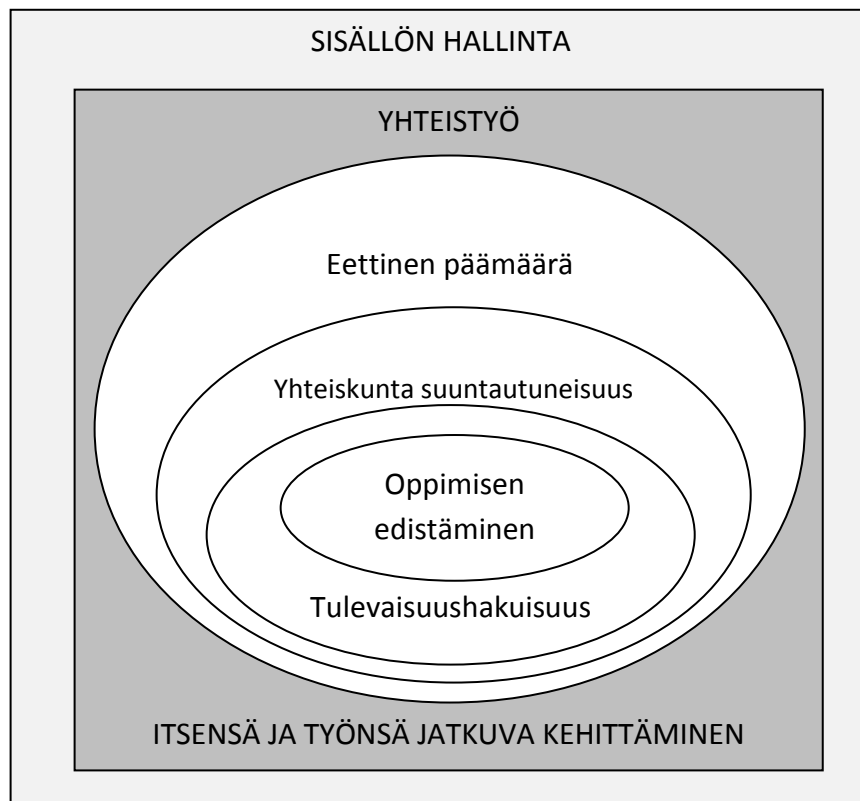 SISÄLLÖN HALLINTA
YHTEISTYÖ
Eettinen päämäärä
Yhteiskunta suuntautuneisuus
Oppimisen
edistäminen
Tulevaisuushakuisuus
ITSENSÄ JA TYÖNSÄ JATKUVA KEHITTÄMINEN